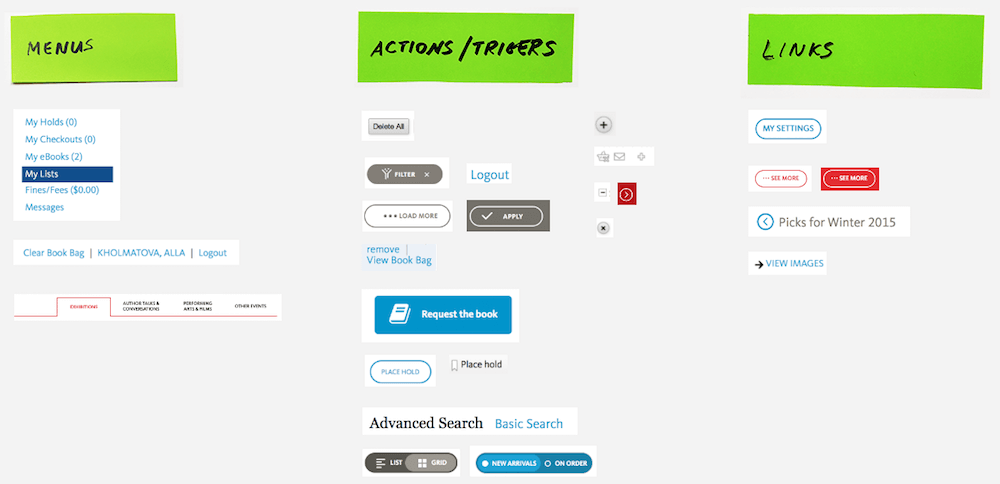 MENUS
My Holds (0)
My Checkouts (0)
My eBooks (2)
My Lists
Fines/Fees ($0.00)
Messages
Clear Book Bag | KHOLMATOVA, ALLA | Logout
EXHIBITIONS
AUTHOR TALKS &
CONVERSATIONS
PERFORMING
ARTS & FILMS
OTHER EVENTS
ACTIONS/TRIGERS
Delete All
FILTER ×
Logout
••• LOAD MORE
APPLY
remove |
View Book Bag
Request the book
PLACE HOLD
Place hold
Advanced Search Basic Search
LIST GRID
NEW ARRIVALS ON ORDER
LINKS
MY SETTINGS
••• SEE MORE
••• SEE MORE
Picks for Winter 2015
VIEW IMAGES